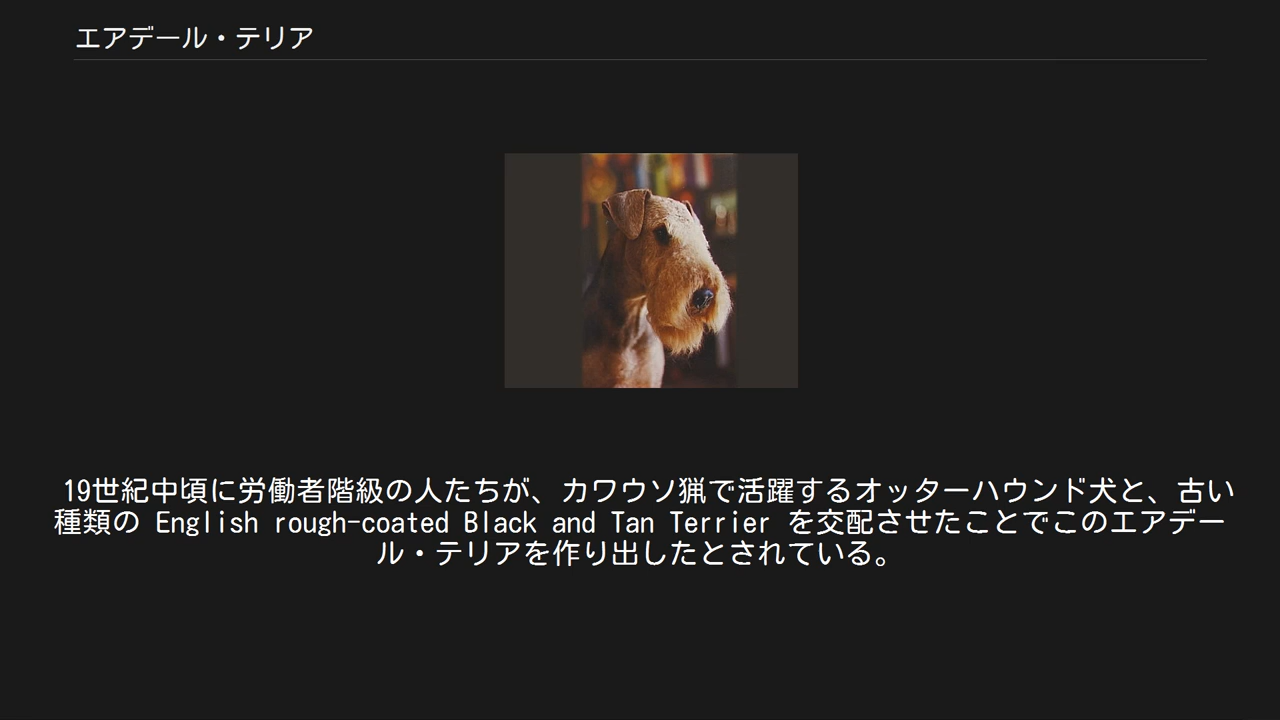 エアデール・テリア
19世紀中頃に労働者階級の人たちが、カワウソ猟で活躍するオッターハウンド犬と、古い
種類の English rough-coated Black and Tan Terrier を交配させたことでこのエアデー
ル・テリアを作り出したとされている。